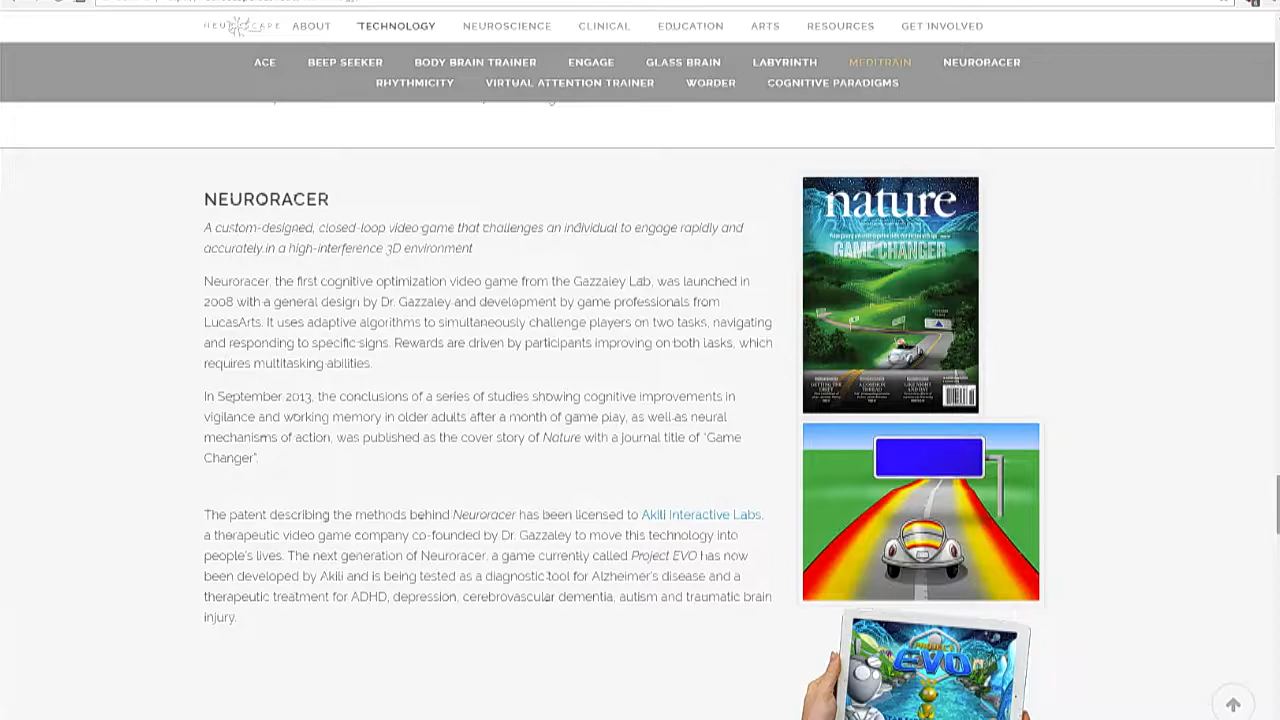 NEUROSCAPE ABOUT TECHNOLOGY NEUROSCIENCE CLINICAL EDUCATION ARTS RESOURCES GET INVOLVED
ACE BEEP SEEKER BODY BRAIN TRAINER ENGAGE GLASS BRAIN LABYRINTH MEDITRAIN NEURORACER
RHYTHMICITY VIRTUAL ATTENTION TRAINER WORDER COGNITIVE PARADIGMS
NEURORACER
A custom-designed, closed-loop video game that challenges an individual to engage rapidly and
accurately in a high-interference 3D environment
Neuroracer, the first cognitive optimization video game from the Gazzaley Lab, was launched in
2008 with a general design by Dr. Gazzaley and development by game professionals from
LucasArts. It uses adaptive algorithms to simultaneously challenge players on two tasks, navigating
and responding to specific signs. Rewards are driven by participants improving on both tasks, which
requires multitasking abilities.
In September 2013, the conclusions of a series of studies showing cognitive improvements in
vigilance and working memory in older adults after a month of game play, as well as neural
mechanisms of action, was published as the cover story of Nature with a journal title of "Game
Changer".
The patent describing the methods behind Neuroracer has been licensed to Akili Interactive Labs,
a therapeutic video game company co-founded by Dr. Gazzaley to move this technology into
people's lives. The next generation of Neuroracer, a game currently called Project EVO has now
been developed by Akili and is being tested as a diagnostic tool for Alzheimer's disease and a
therapeutic treatment for ADHD, depression, cerebrovascular dementia, autism and traumatic brain
injury.
nature
GAME CHANGER
PROJECT
EVO